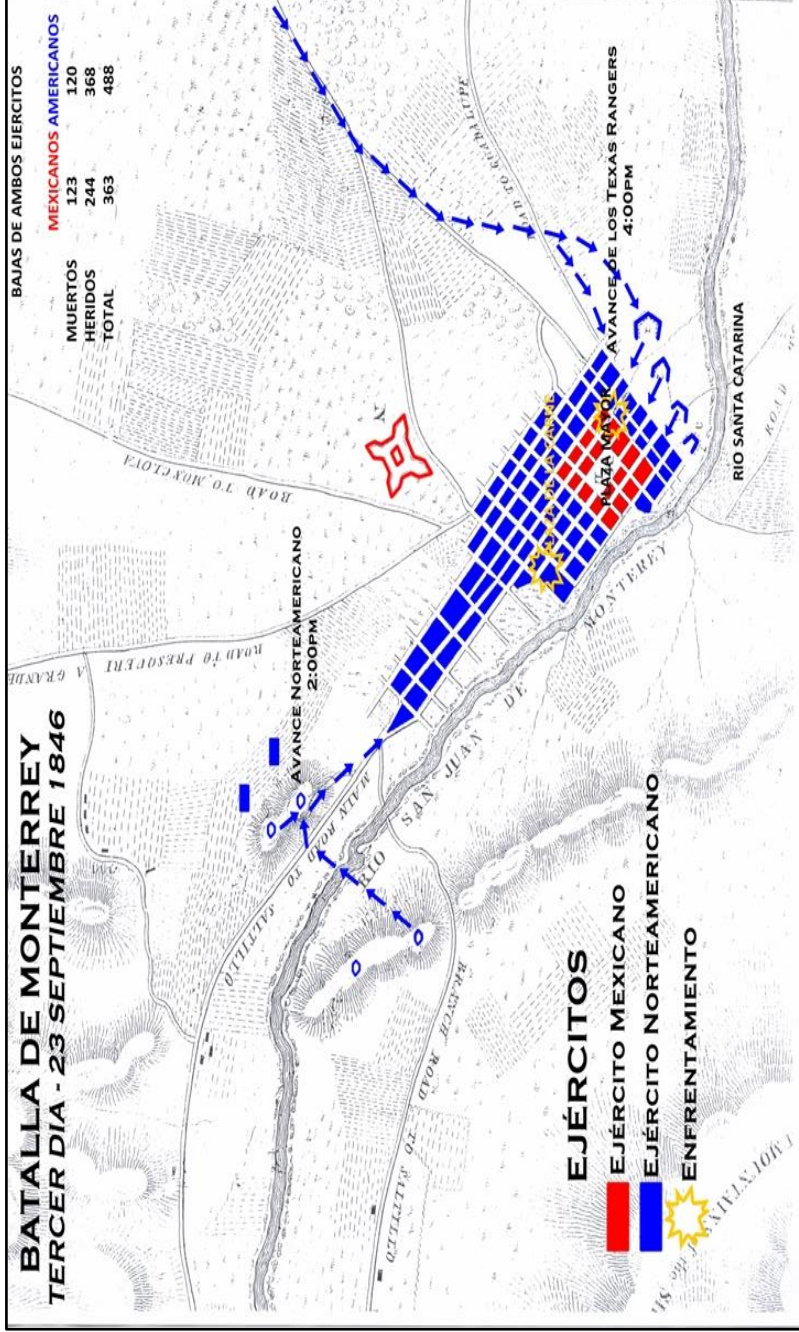 BATALLA DE MONTERREY
TERCER DIA - 23 SEPTIEMBRE 1846
BAJAS DE AMBOS EJERCITOS
MEXICANOS AMERICANOS
MUERTOS 123 120
HERIDOS 244 368
TOTAL 363 488
AVANCE NORTEAMERICANO
2:00PM
AVANCE DE LOS TEXAS RANGERS
4:00PM
PLAZA MAYOR
RIO SANTA CATARINA
A GRANDE
ROAD TO PRESQUERI
ROAD TO MONCLOVA
ROAD TO GUADALUPE
MAIN ROAD TO SALTILLO
RIO SAN JUAN DE MONTEREY
BRANCH ROAD TO SALTILLO
ROAD
MOUNTAINS
EJÉRCITOS
EJÉRCITO MEXICANO
EJÉRCITO NORTEAMERICANO
ENFRENTAMIENTO